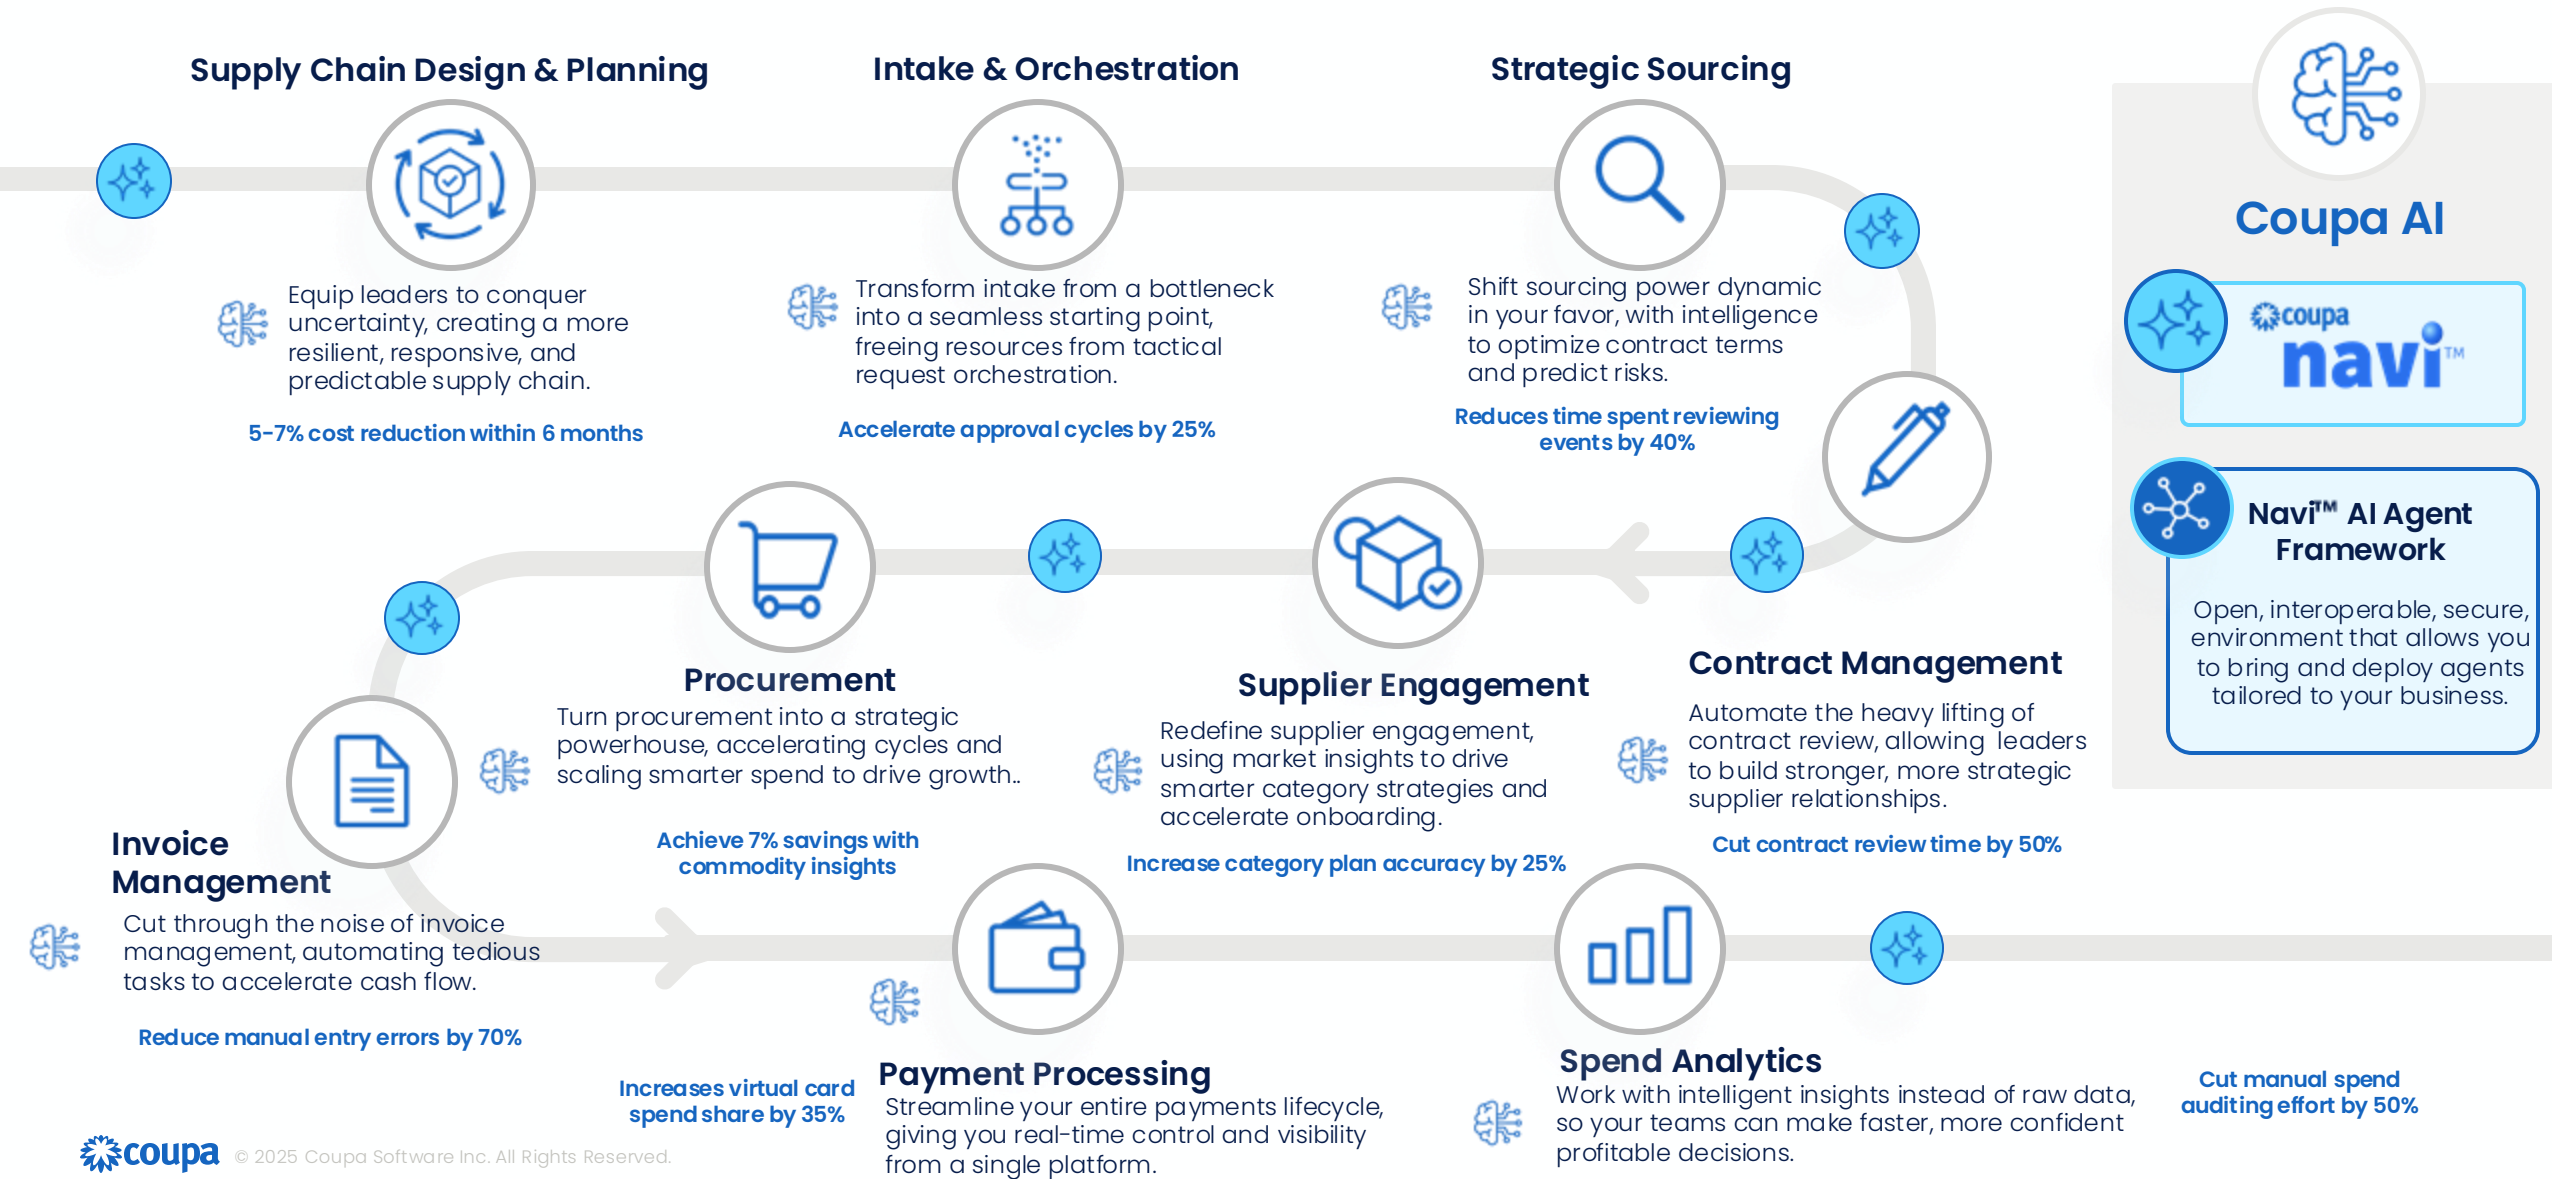 Supply Chain Design & Planning
Equip leaders to conquer
uncertainty, creating a more
resilient, responsive, and
predictable supply chain.
5-7% cost reduction within 6 months
Intake & Orchestration
Transform intake from a bottleneck
into a seamless starting point,
freeing resources from tactical
request orchestration.
Accelerate approval cycles by 25%
Strategic Sourcing
Shift sourcing power dynamic
in your favor, with intelligence
to optimize contract terms
and predict risks.
Reduces time spent reviewing
events by 40%
Contract Management
Automate the heavy lifting of
contract review, allowing leaders
to build stronger, more strategic
supplier relationships.
Cut contract review time by 50%
Supplier Engagement
Redefine supplier engagement,
using market insights to drive
smarter category strategies and
accelerate onboarding.
Increase category plan accuracy by 25%
Procurement
Turn procurement into a strategic
powerhouse, accelerating cycles and
scaling smarter spend to drive growth..
Achieve 7% savings with
commodity insights
Invoice
Management
Cut through the noise of invoice
management, automating tedious
tasks to accelerate cash flow.
Reduce manual entry errors by 70%
Payment Processing
Streamline your entire payments lifecycle,
giving you real-time control and visibility
from a single platform.
Increases virtual card
spend share by 35%
Spend Analytics
Work with intelligent insights instead of raw data,
so your teams can make faster, more confident
profitable decisions.
Cut manual spend
auditing effort by 50%
Coupa AI
coupa
navi™
Navi™ AI Agent
Framework
Open, interoperable, secure,
environment that allows you
to bring and deploy agents
tailored to your business.
coupa
© 2025 Coupa Software Inc. All Rights Reserved.